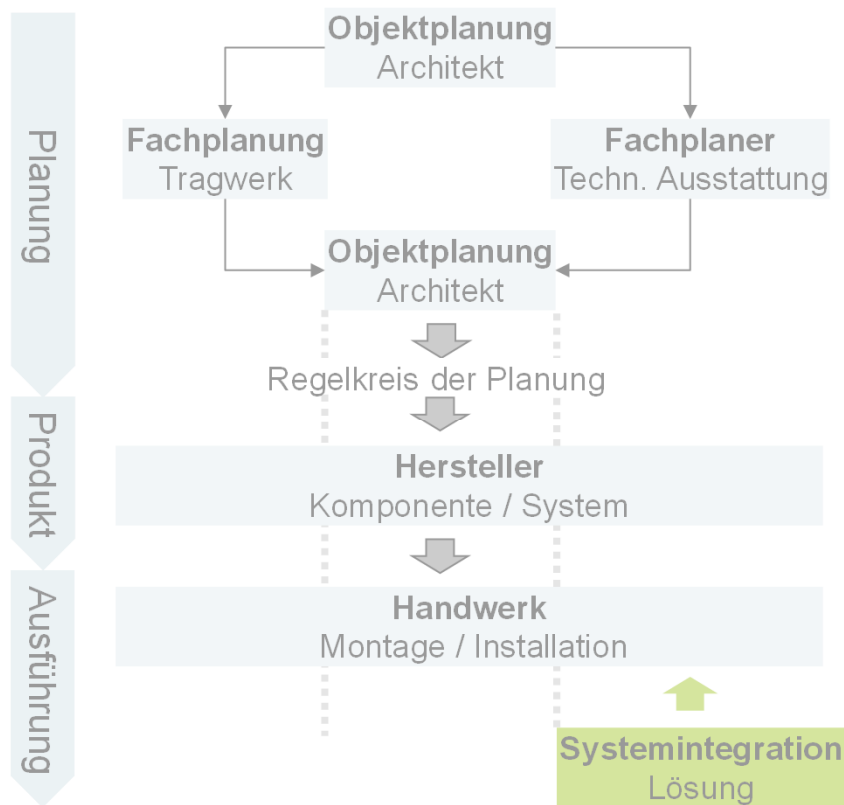 Objektplanung
Architekt
Planung
Fachplanung
Tragwerk
Fachplaner
Techn. Ausstattung
Objektplanung
Architekt
Regelkreis der Planung
Produkt
Hersteller
Komponente / System
Ausführung
Handwerk
Montage / Installation
Systemintegration
Lösung